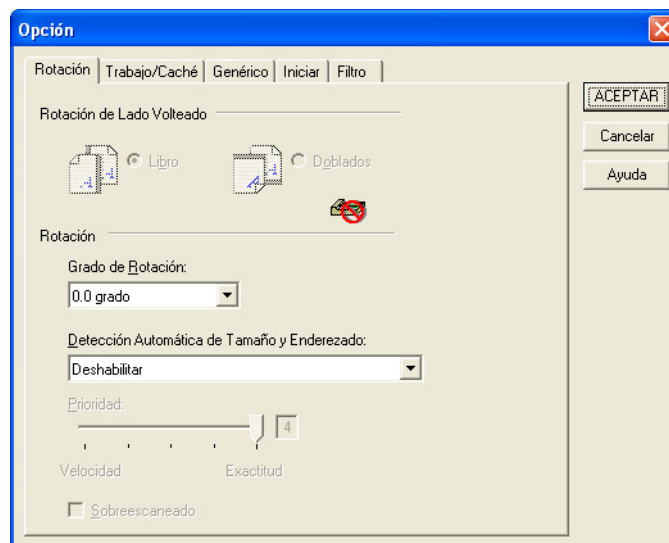 Opción
Rotación Trabajo/Caché Genérico Iniciar Filtro
ACEPTAR
Cancelar
Ayuda
Rotación de Lado Volteado
Libro
Doblados
Rotación
Grado de Rotación:
0.0 grado
Detección Automática de Tamaño y Enderezado:
Deshabilitar
Prioridad:
4
Velocidad Exactitud
Sobreescaneado